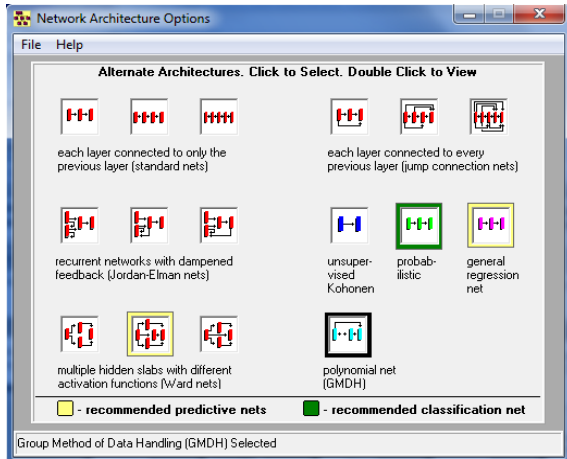 Network Architecture Options
File Help
Alternate Architectures. Click to Select. Double Click to View
each layer connected to only the
previous layer (standard nets)
each layer connected to every
previous layer (jump connection nets)
recurrent networks with dampened
feedback (Jordan-Elman nets)
unsuper-
vised
Kohonen
probab-
ilistic
general
regression
net
multiple hidden slabs with different
activation functions (Ward nets)
polynomial net
(GMDH)
- recommended predictive nets
- recommended classification net
Group Method of Data Handling (GMDH) Selected